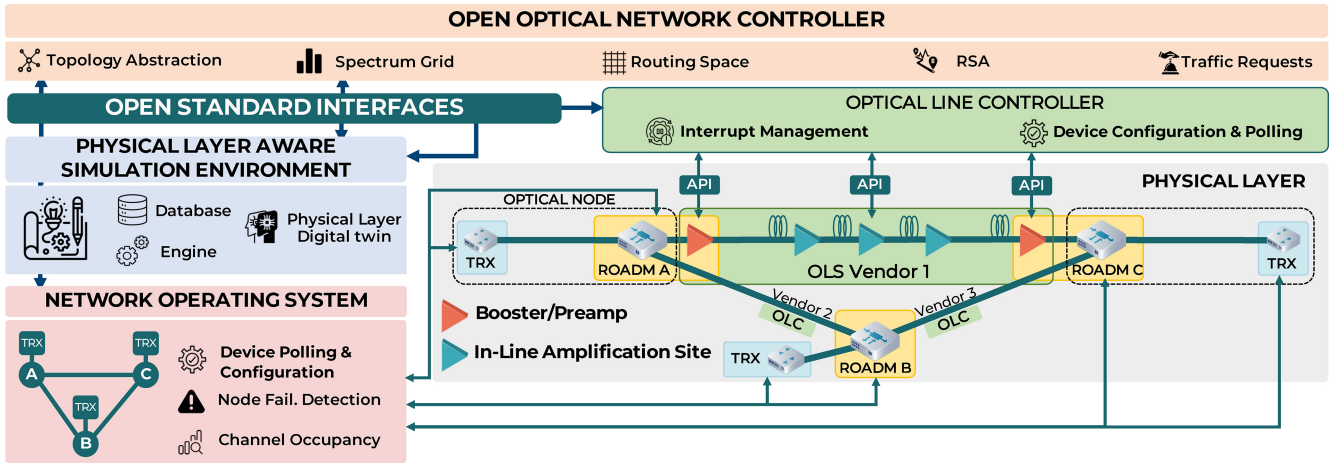 OPEN OPTICAL NETWORK CONTROLLER
Topology Abstraction
Spectrum Grid
Routing Space
RSA
Traffic Requests
OPEN STANDARD INTERFACES
OPTICAL LINE CONTROLLER
Interrupt Management
Device Configuration & Polling
PHYSICAL LAYER AWARE
SIMULATION ENVIRONMENT
Database
Engine
Physical Layer
Digital twin
API
API
API
PHYSICAL LAYER
OPTICAL NODE
TRX
ROADM A
OLS Vendor 1
ROADM C
TRX
Vendor 2
OLC
Vendor 3
OLC
Booster/Preamp
In-Line Amplification Site
TRX
ROADM B
NETWORK OPERATING SYSTEM
TRX
TRX
A
C
TRX
B
Device Polling &
Configuration
Node Fail. Detection
Channel Occupancy